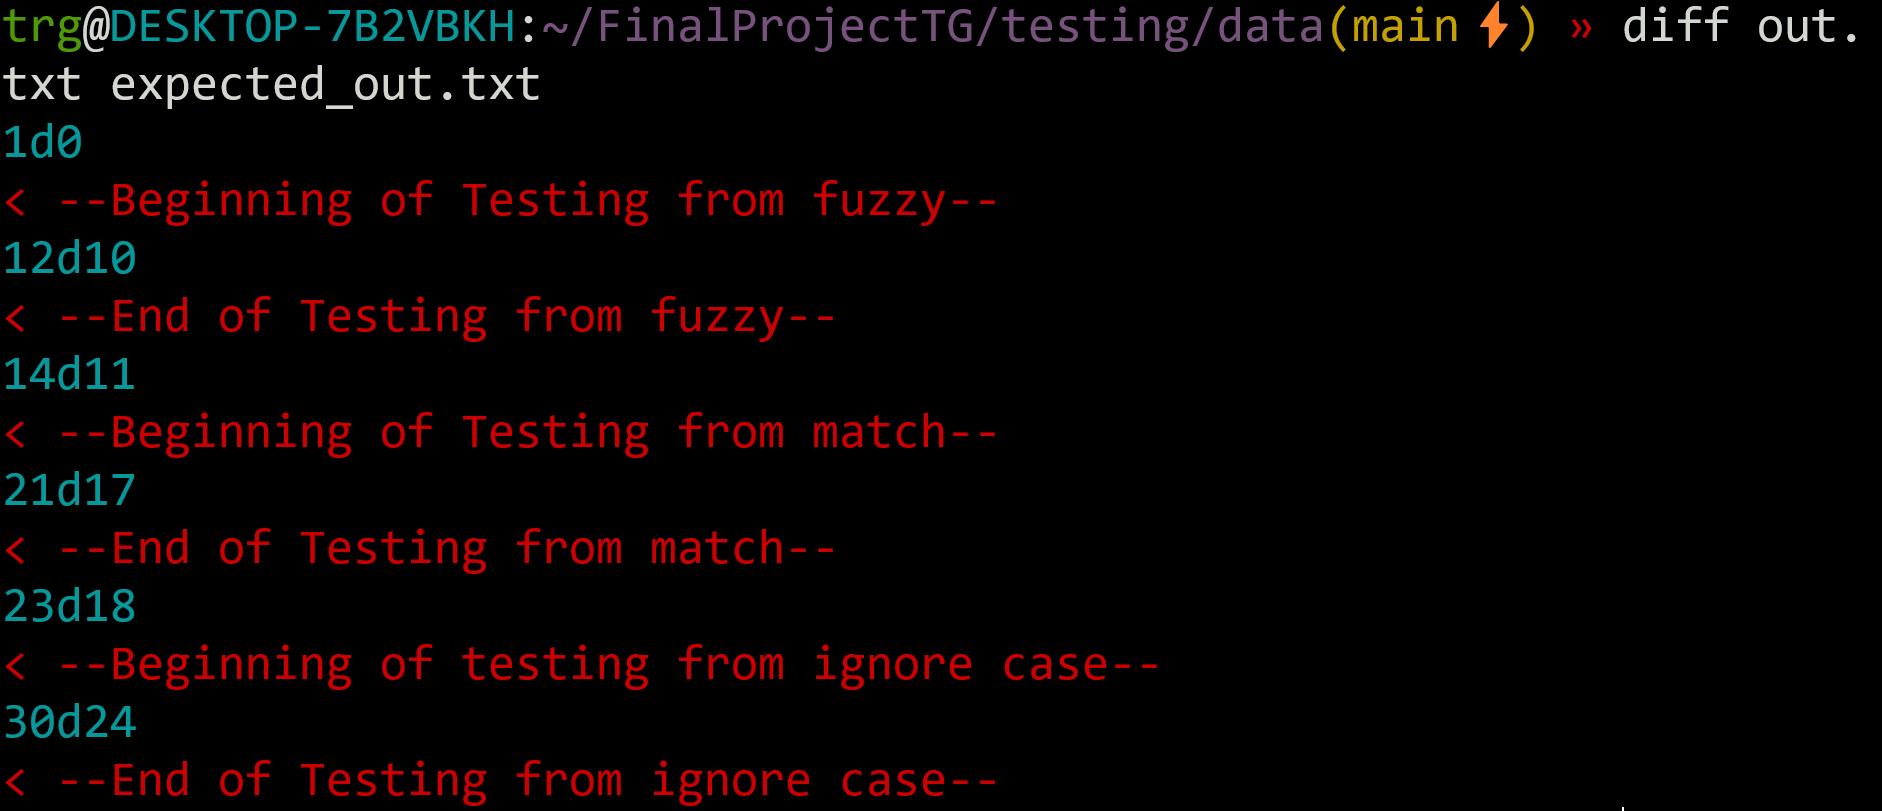 trg@DESKTOP-7B2VBKH:~/FinalProjectTG/testing/data(main⚡) » diff out.
txt expected_out.txt
1d0
< --Beginning of Testing from fuzzy--
12d10
< --End of Testing from fuzzy--
14d11
< --Beginning of Testing from match--
21d17
< --End of Testing from match--
23d18
< --Beginning of testing from ignore case--
30d24
< --End of Testing from ignore case--